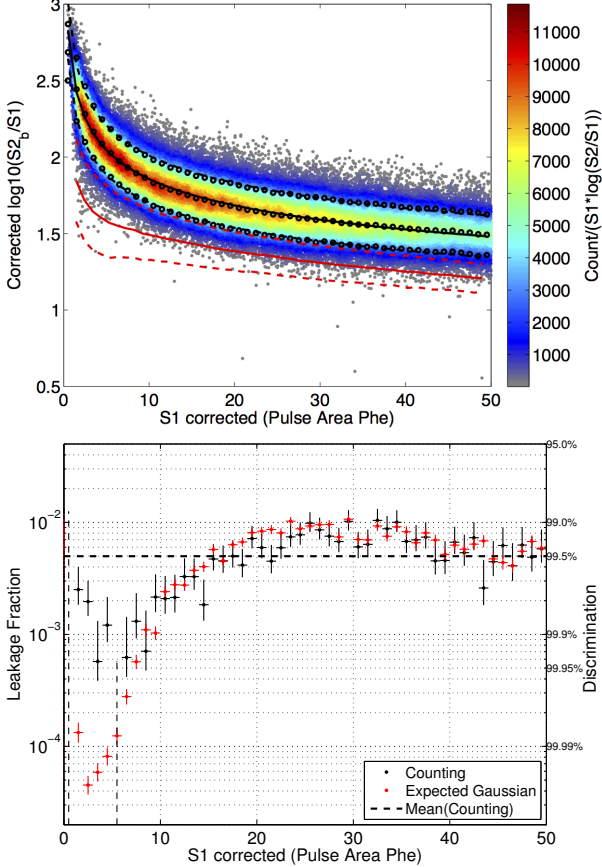 3
2.5
2
1.5
1
0.5
Corrected log10(S2_b/S1)
0 10 20 30 40 50
S1 corrected (Pulse Area Phe)
11000
10000
9000
8000
7000
6000
5000
4000
3000
2000
1000
Count/(S1*log(S2/S1))
10^-2
10^-3
10^-4
Leakage Fraction
95.0%
99.0%
99.5%
99.9%
99.95%
99.99%
Discrimination
Counting
Expected Gaussian
Mean(Counting)
0 10 20 30 40 50
S1 corrected (Pulse Area Phe)